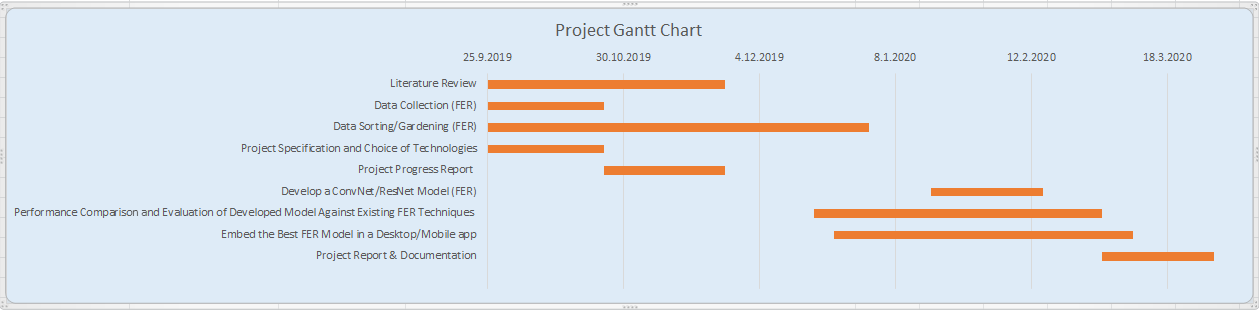 Project Gantt Chart
25.9.2019 30.10.2019 4.12.2019 8.1.2020 12.2.2020 18.3.2020
Literature Review
Data Collection (FER)
Data Sorting/Gardening (FER)
Project Specification and Choice of Technologies
Project Progress Report
Develop a ConvNet/ResNet Model (FER)
Performance Comparison and Evaluation of Developed Model Against Existing FER Techniques
Embed the Best FER Model in a Desktop/Mobile app
Project Report & Documentation